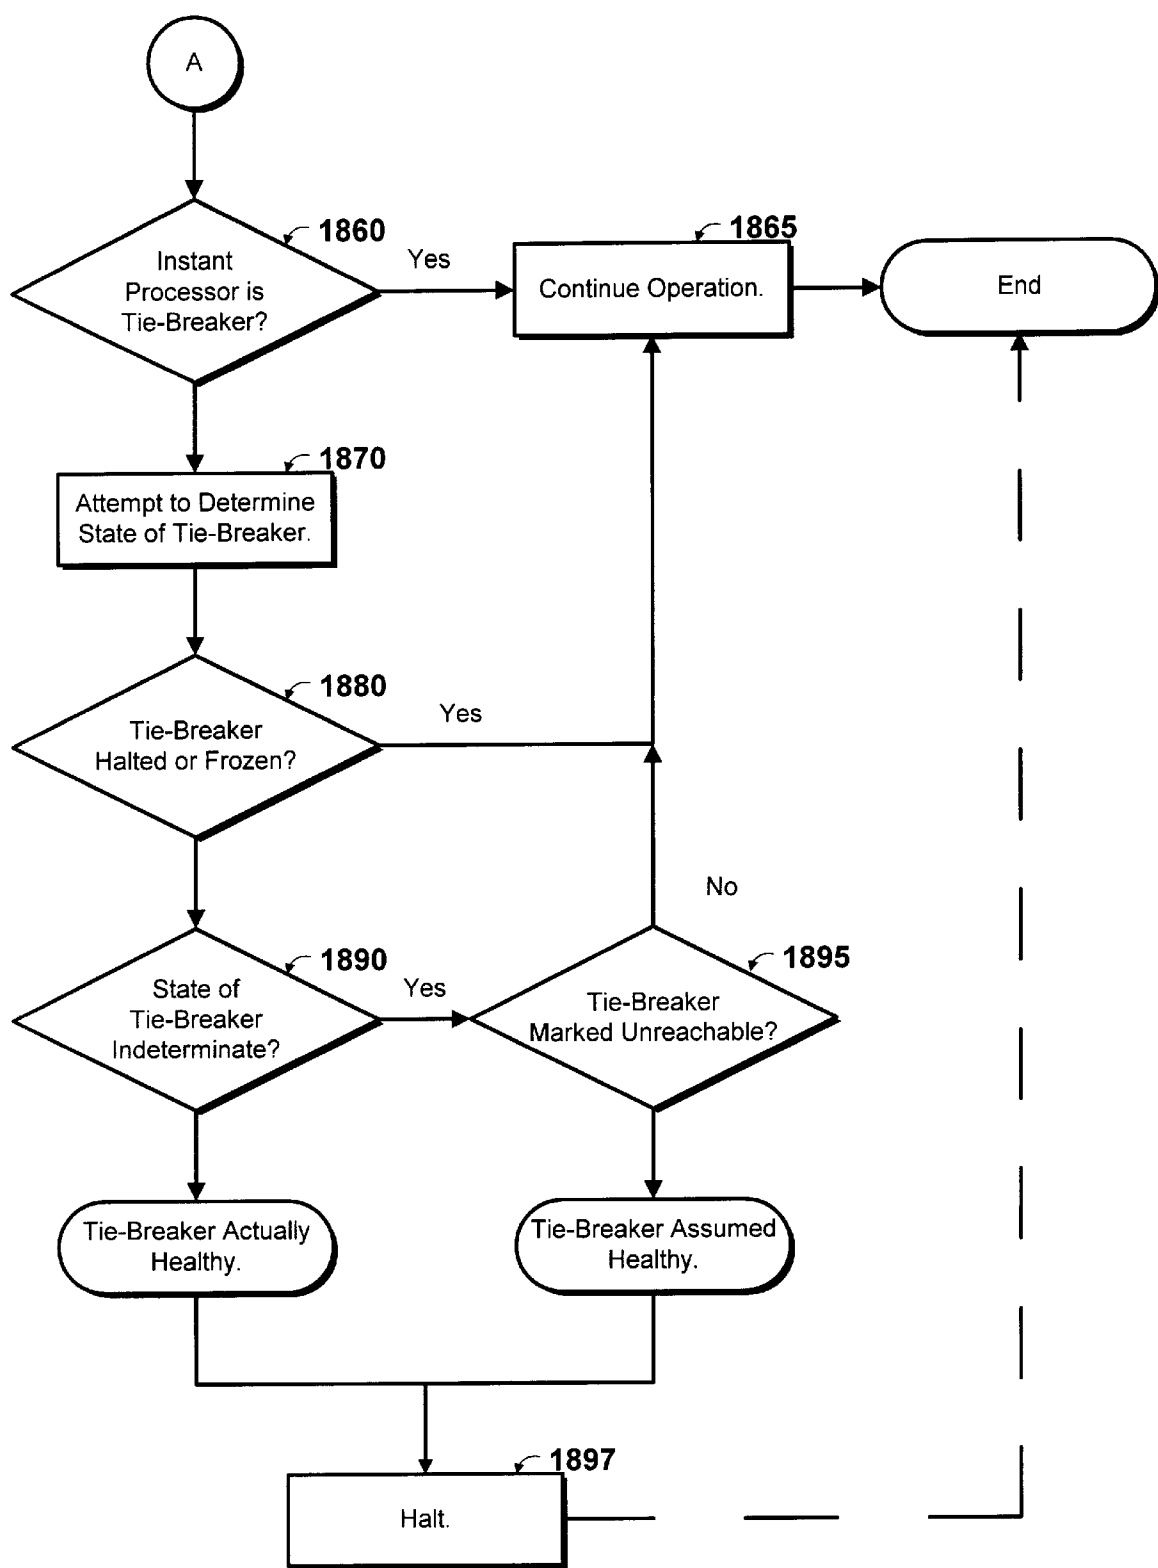 A
1860
Instant
Processor is
Tie-Breaker?
Yes
1865
Continue Operation.
End
1870
Attempt to Determine
State of Tie-Breaker.
1880
Tie-Breaker
Halted or Frozen?
Yes
No
1890
State of
Tie-Breaker
Indeterminate?
Yes
1895
Tie-Breaker
Marked Unreachable?
Tie-Breaker Actually
Healthy.
Tie-Breaker Assumed
Healthy.
1897
Halt.